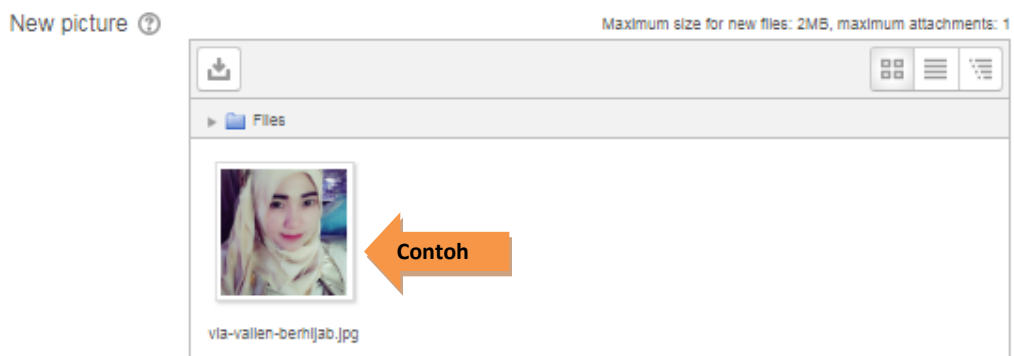 New picture
Maximum size for new files: 2MB, maximum attachments: 1
Files
Contoh
via-vallen-berhijab.jpg